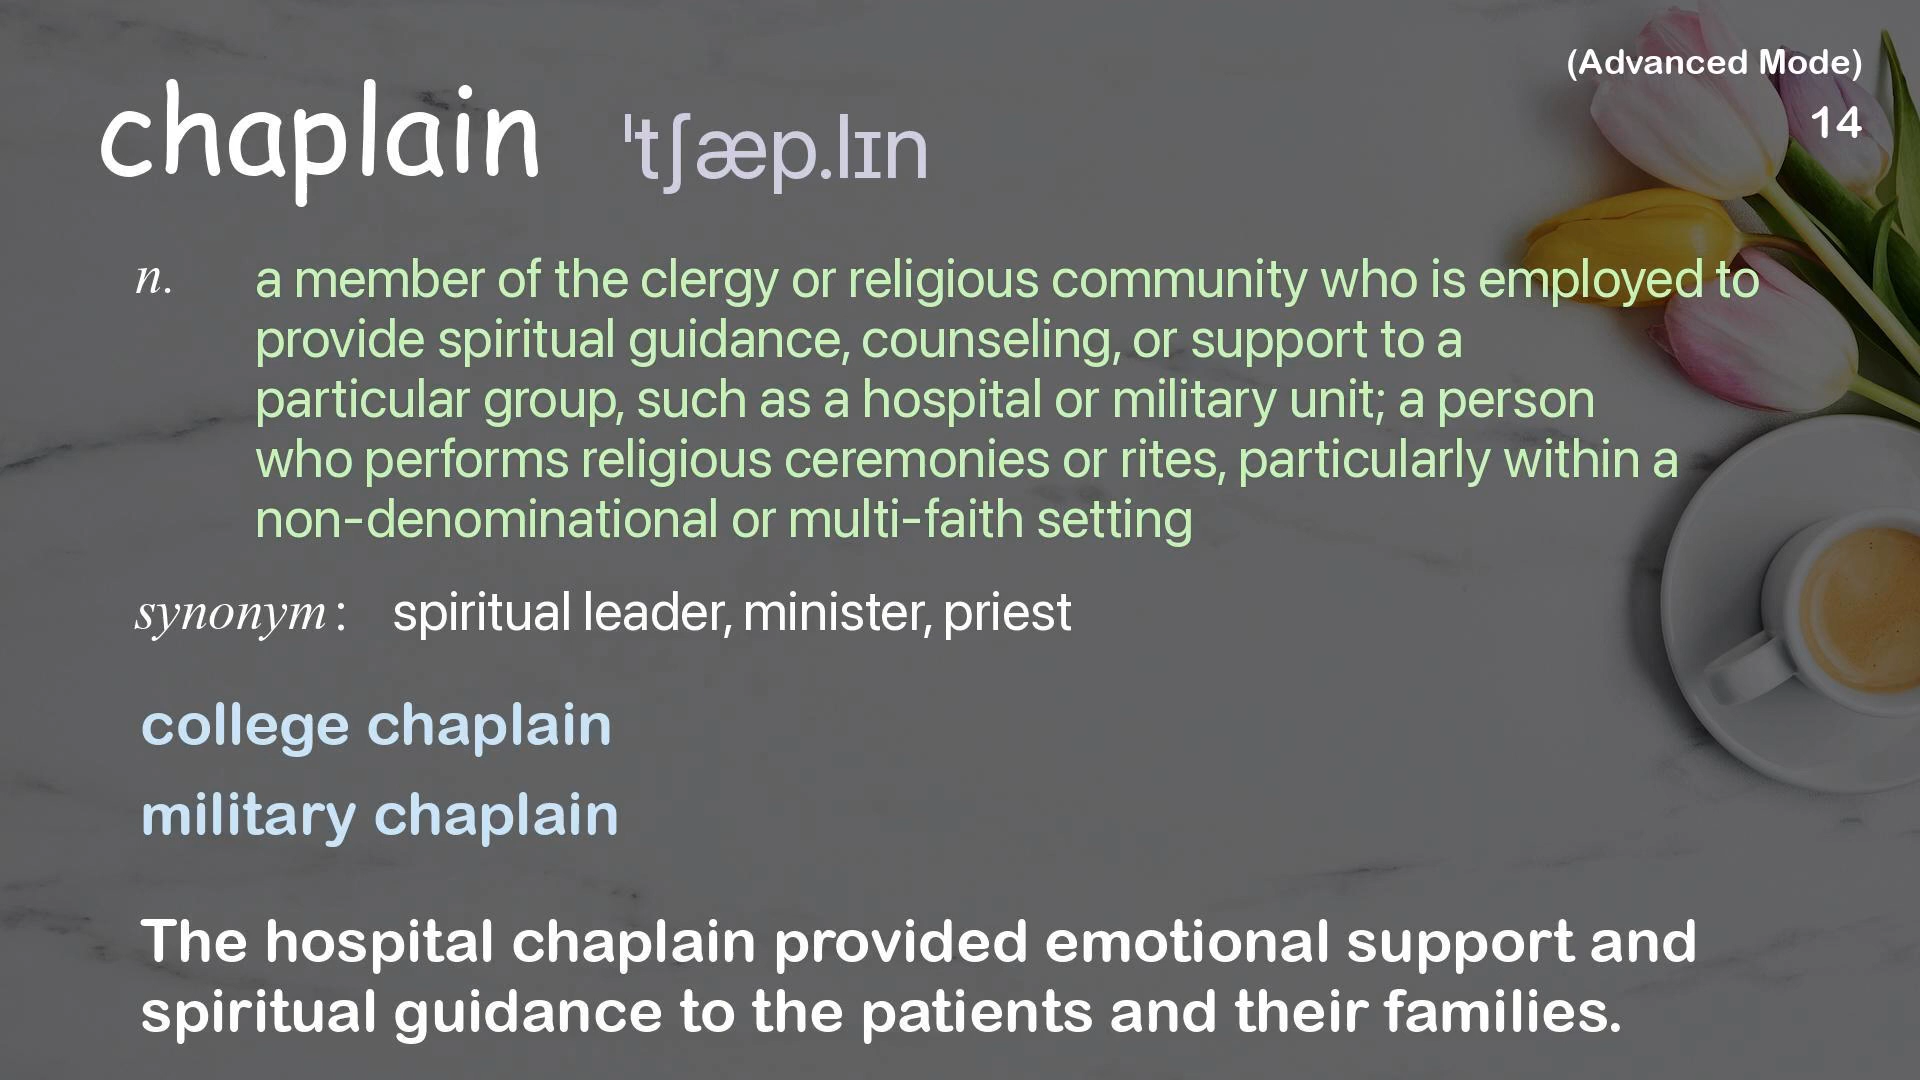 (Advanced Mode)
14
chaplain ˈtʃæp.lɪn
n. a member of the clergy or religious community who is employed to
provide spiritual guidance, counseling, or support to a
particular group, such as a hospital or military unit; a person
who performs religious ceremonies or rites, particularly within a
non-denominational or multi-faith setting
synonym: spiritual leader, minister, priest
college chaplain
military chaplain
The hospital chaplain provided emotional support and
spiritual guidance to the patients and their families.